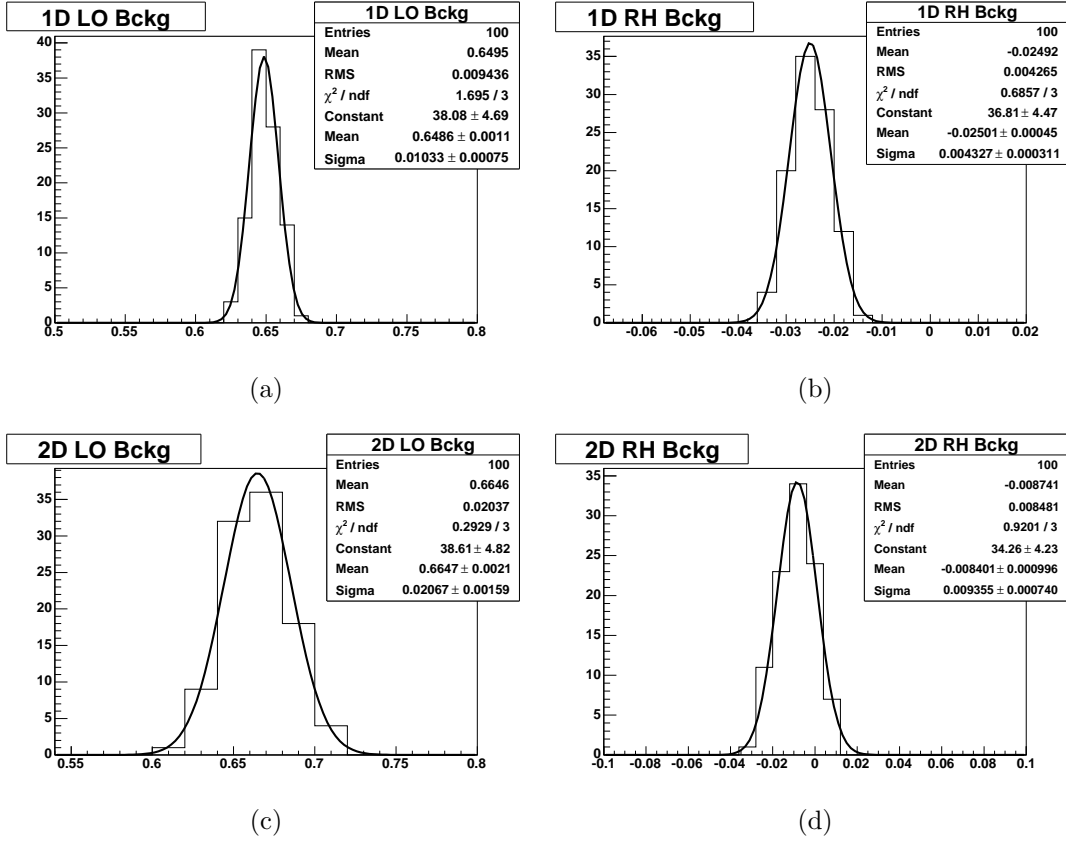 1D LO Bckg
1D LO Bckg
Entries 100
Mean 0.6495
RMS 0.009436
χ² / ndf 1.695 / 3
Constant 38.08 ± 4.69
Mean 0.6486 ± 0.0011
Sigma 0.01033 ± 0.00075
40
35
30
25
20
15
10
5
0
0.5 0.55 0.6 0.65 0.7 0.75 0.8
(a)
1D RH Bckg
1D RH Bckg
Entries 100
Mean -0.02492
RMS 0.004265
χ² / ndf 0.6857 / 3
Constant 36.81 ± 4.47
Mean -0.02501 ± 0.00045
Sigma 0.004327 ± 0.000311
35
30
25
20
15
10
5
0
-0.06 -0.05 -0.04 -0.03 -0.02 -0.01 0 0.01 0.02
(b)
2D LO Bckg
2D LO Bckg
Entries 100
Mean 0.6646
RMS 0.02037
χ² / ndf 0.2929 / 3
Constant 38.61 ± 4.82
Mean 0.6647 ± 0.0021
Sigma 0.02067 ± 0.00159
35
30
25
20
15
10
5
0
0.55 0.6 0.65 0.7 0.75 0.8
(c)
2D RH Bckg
2D RH Bckg
Entries 100
Mean -0.008741
RMS 0.008481
χ² / ndf 0.9201 / 3
Constant 34.26 ± 4.23
Mean -0.008401 ± 0.000996
Sigma 0.009355 ± 0.000740
35
30
25
20
15
10
5
0
-0.1 -0.08 -0.06 -0.04 -0.02 0 0.02 0.04 0.06 0.08 0.1
(d)